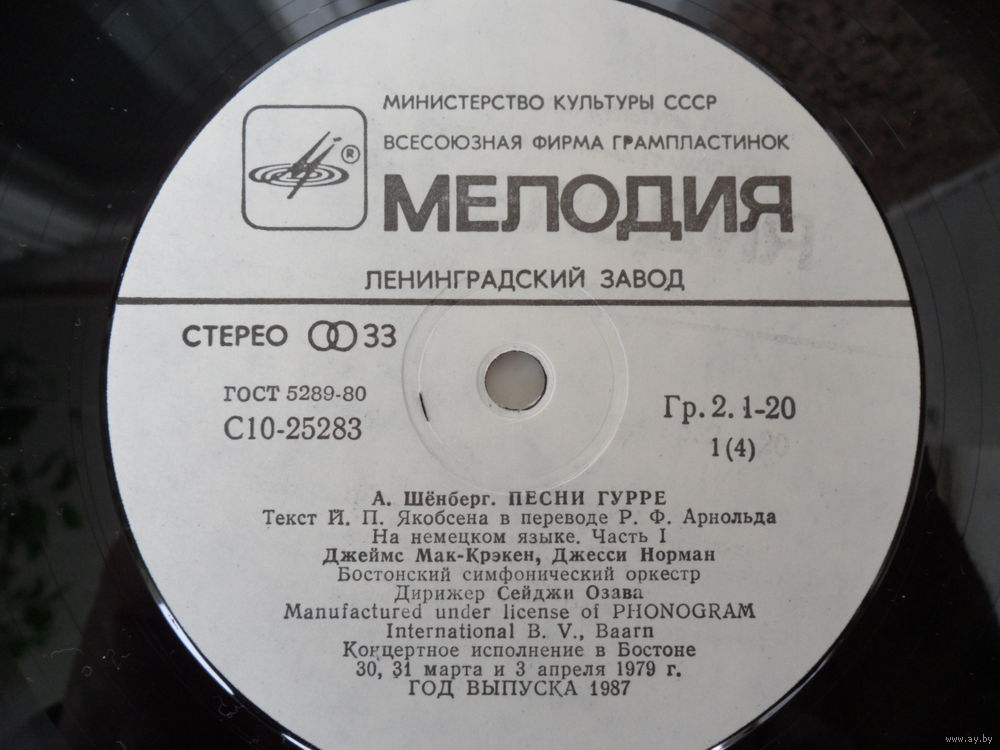 МИНИСТЕРСТВО КУЛЬТУРЫ СССР
ВСЕСОЮЗНАЯ ФИРМА ГРАМПЛАСТИНОК
®
МЕЛОДИЯ
ЛЕНИНГРАДСКИЙ ЗАВОД
СТЕРЕО 33
ГОСТ 5289-80
С10-25283
Гр. 2. 1-20
1 (4)
А. Шёнберг. ПЕСНИ ГУРРЕ
Текст Й. П. Якобсена в переводе Р. Ф. Арнольда
На немецком языке. Часть I
Джеймс Мак-Крэкен, Джесси Норман
Бостонский симфонический оркестр
Дирижер Сейджи Озава
Manufactured under license of PHONOGRAM
International B. V., Baarn
Концертное исполнение в Бостоне
30, 31 марта и 3 апреля 1979 г.
ГОД ВЫПУСКА 1987
www.ay.by